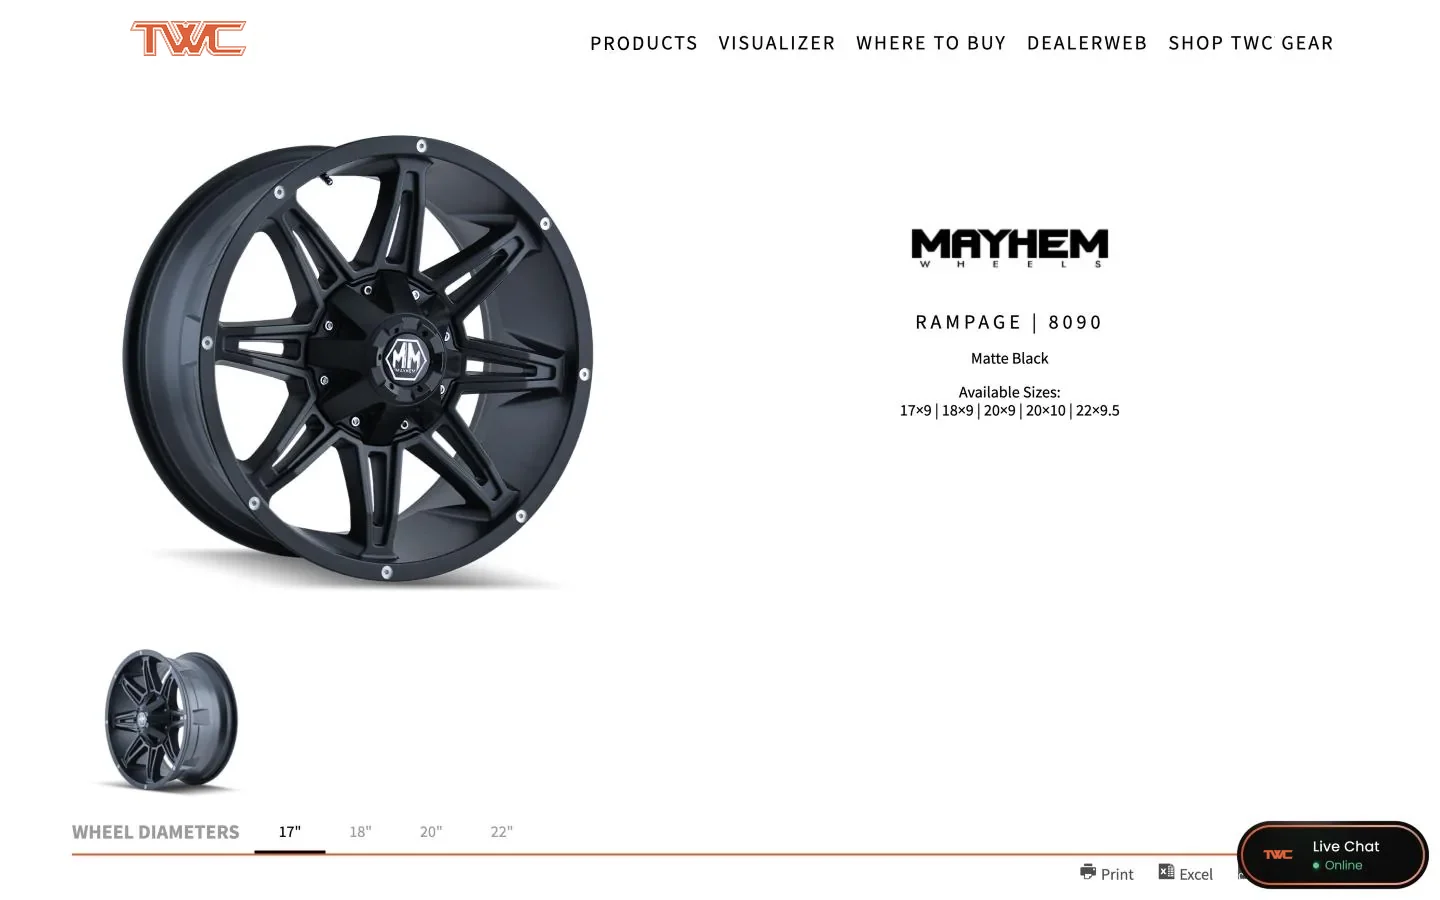 TWC
PRODUCTS VISUALIZER WHERE TO BUY DEALERWEB SHOP TWC GEAR
MM
MAYHEM
MAYHEM
WHEELS
RAMPAGE | 8090
Matte Black
Available Sizes:
17×9 | 18×9 | 20×9 | 20×10 | 22×9.5
WHEEL DIAMETERS 17" 18" 20" 22"
Print Excel
TWC Live Chat
Online